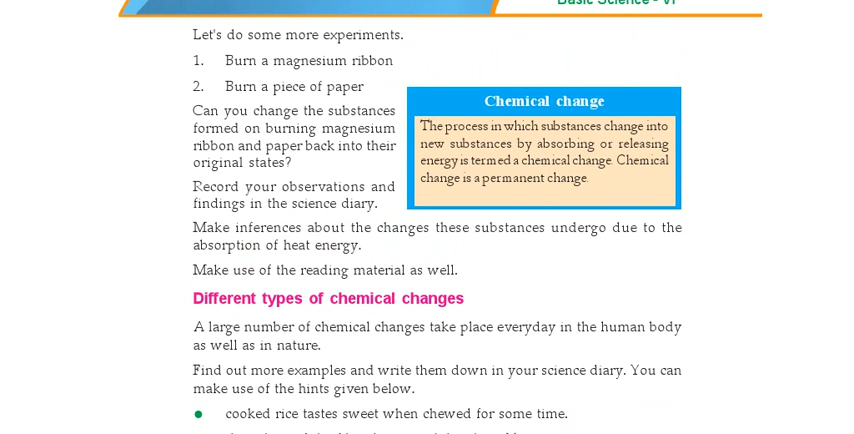 Basic Science - VI
Let's do some more experiments.
1. Burn a magnesium ribbon
2. Burn a piece of paper
Can you change the substances
formed on burning magnesium
ribbon and paper back into their
original states?
Record your observations and
findings in the science diary.
Chemical change
The process in which substances change into
new substances by absorbing or releasing
energy is termed a chemical change. Chemical
change is a permanent change.
Make inferences about the changes these substances undergo due to the
absorption of heat energy.
Make use of the reading material as well.
Different types of chemical changes
A large number of chemical changes take place everyday in the human body
as well as in nature.
Find out more examples and write them down in your science diary. You can
make use of the hints given below.
● cooked rice tastes sweet when chewed for some time.